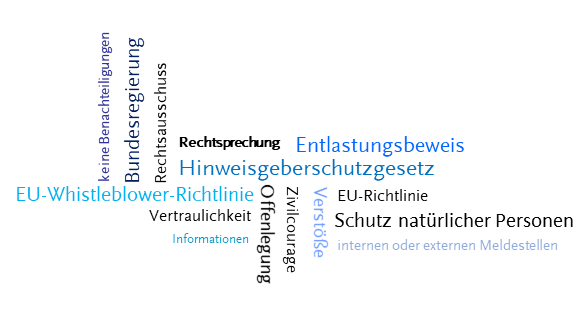 keine Benachteiligungen
Bundesregierung
Rechtsausschuss
Rechtsprechung
Entlastungsbeweis
Hinweisgeberschutzgesetz
EU-Whistleblower-Richtlinie
Offenlegung
Zivilcourage
Verstöße
EU-Richtlinie
Vertraulichkeit
Schutz natürlicher Personen
Informationen
internen oder externen Meldestellen